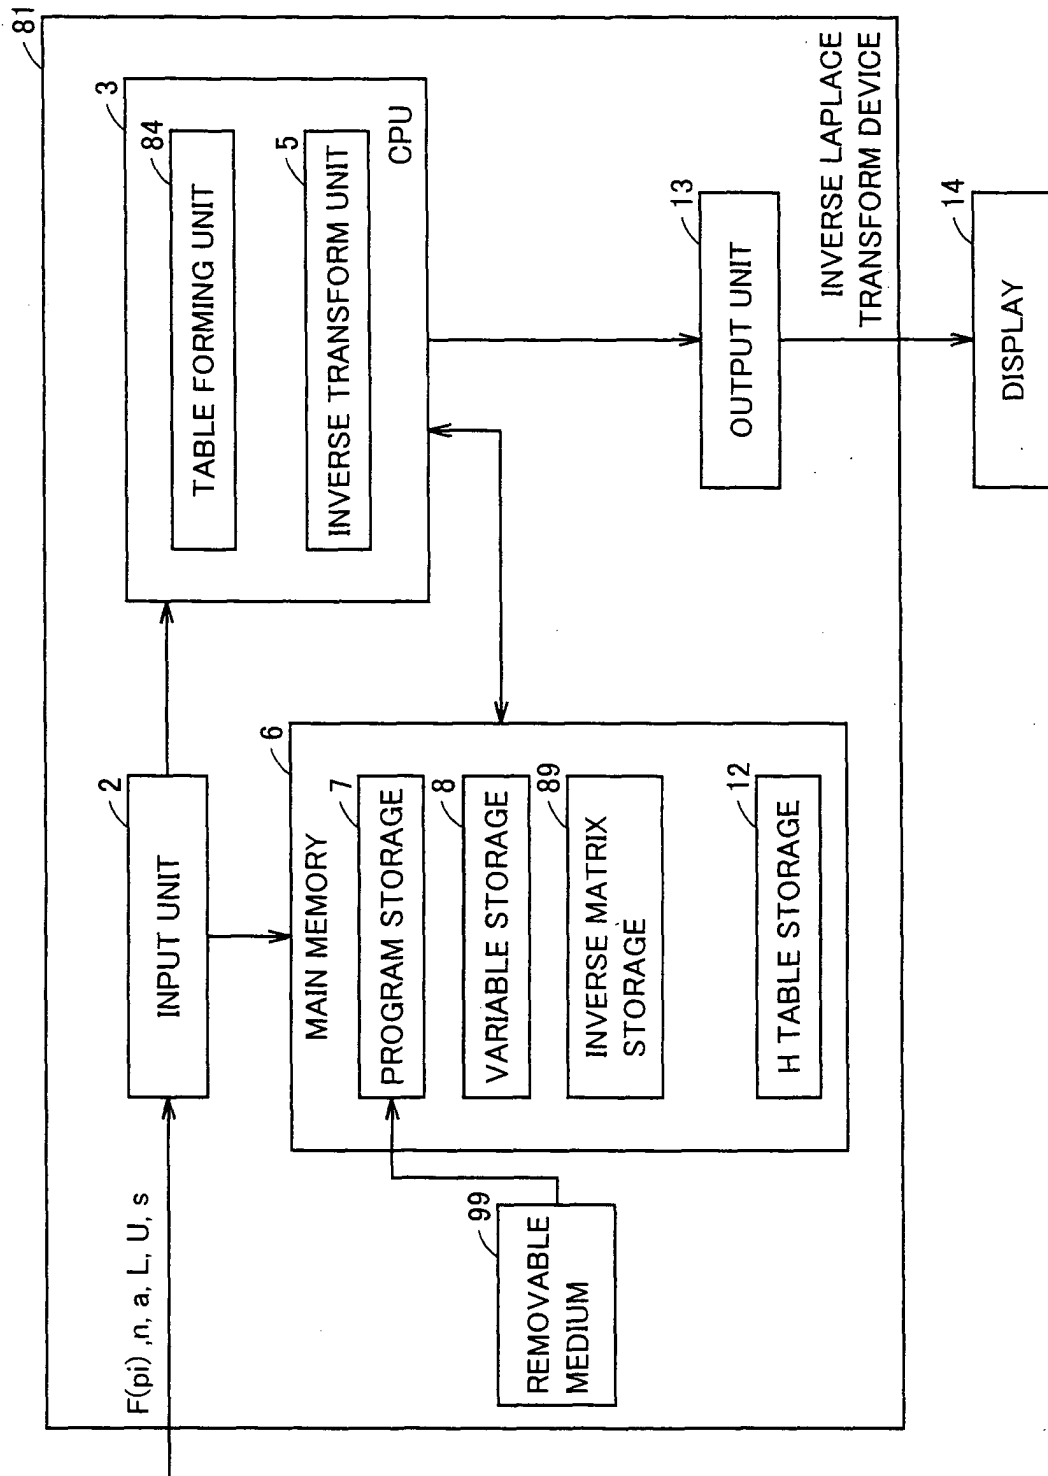 81
F(pi) ,n, a, L, U, s
2
INPUT UNIT
3
84
TABLE FORMING UNIT
5
INVERSE TRANSFORM UNIT
CPU
6
MAIN MEMORY
7
PROGRAM STORAGE
8
VARIABLE STORAGE
89
INVERSE MATRIX
STORAGE
12
H TABLE STORAGE
99
REMOVABLE
MEDIUM
13
OUTPUT UNIT
INVERSE LAPLACE
TRANSFORM DEVICE
14
DISPLAY